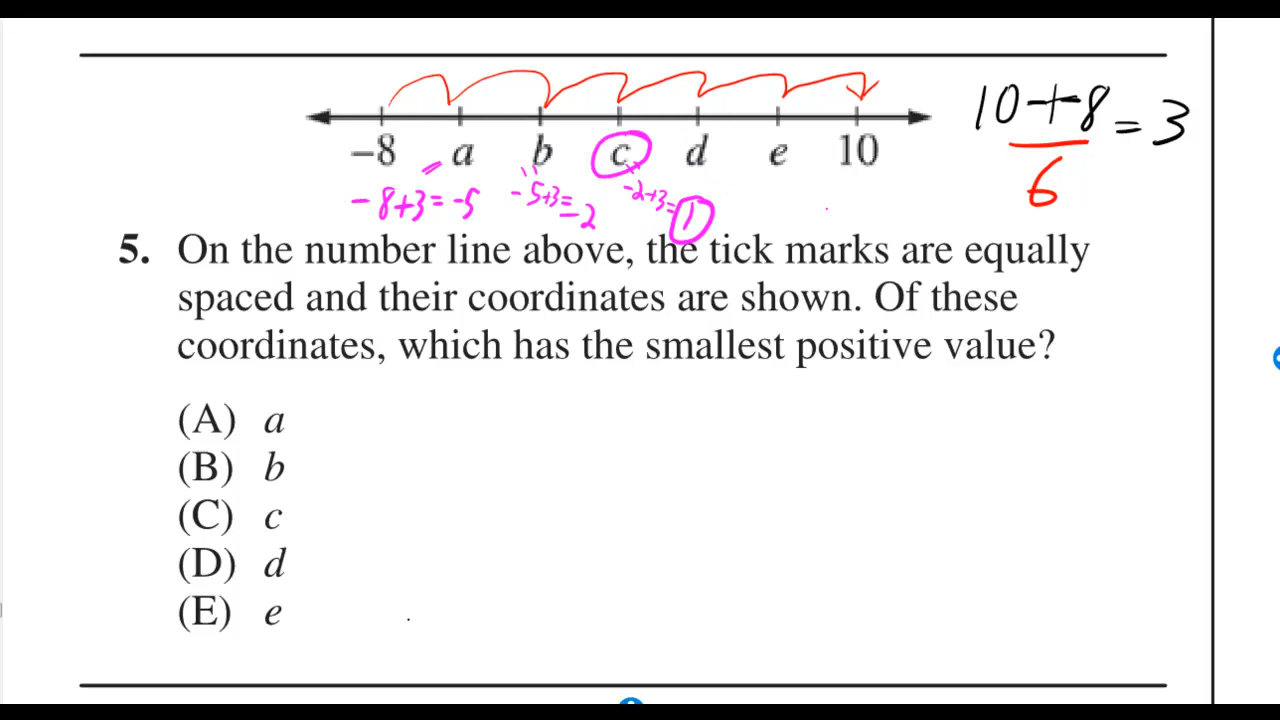 10+8
= 3
6
-8 a b c d e 10
-8+3=-5
-5+3=
-2
-2+3=
1
5. On the number line above, the tick marks are equally
spaced and their coordinates are shown. Of these
coordinates, which has the smallest positive value?
(A) a
(B) b
(C) c
(D) d
(E) e